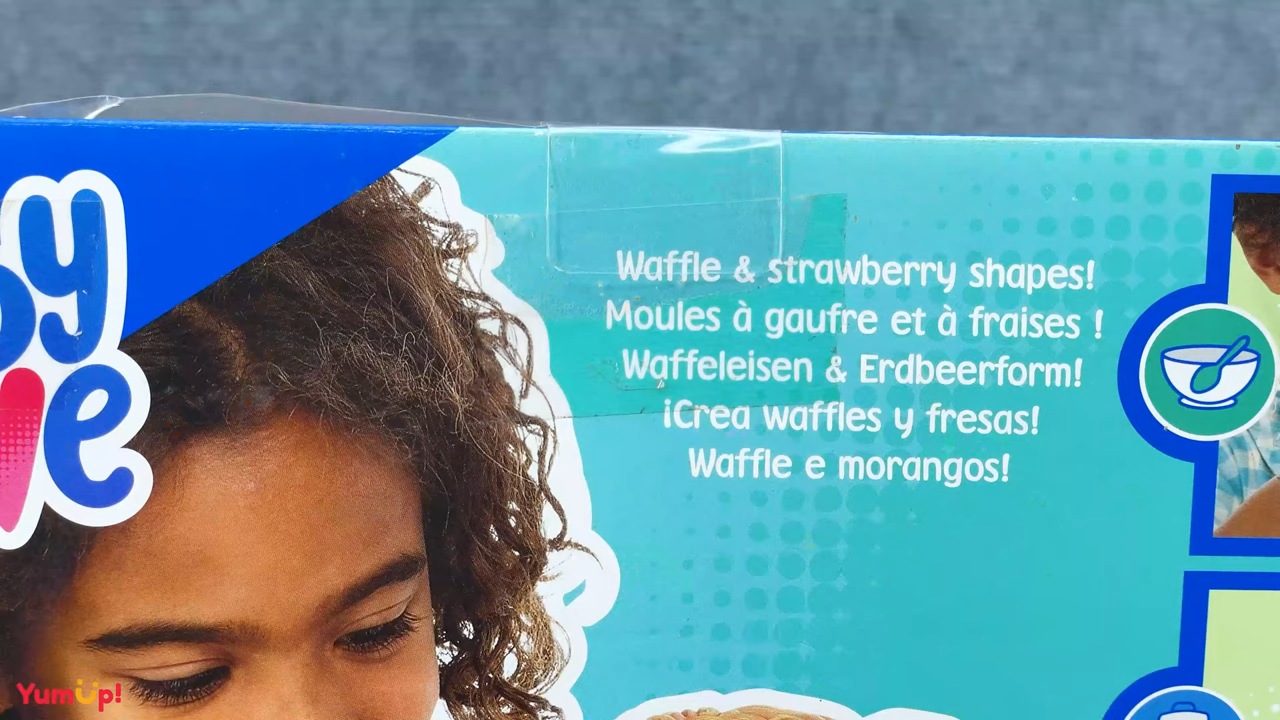 Waffle & strawberry shapes!
Moules à gaufre et à fraises !
Waffeleisen & Erdbeerform!
¡Crea waffles y fresas!
Waffle e morangos!
YumUp!